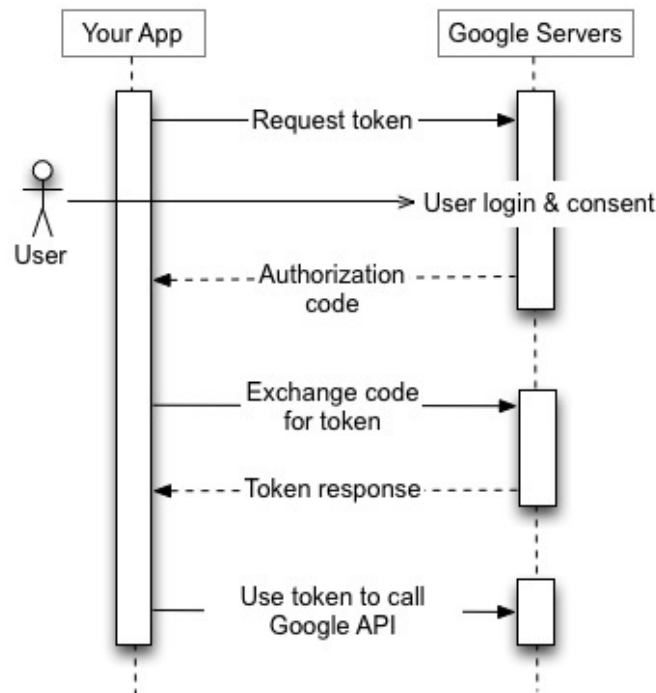 Your App
Google Servers
Request token
User login & consent
User
Authorization
code
Exchange code
for token
Token response
Use token to call
Google API